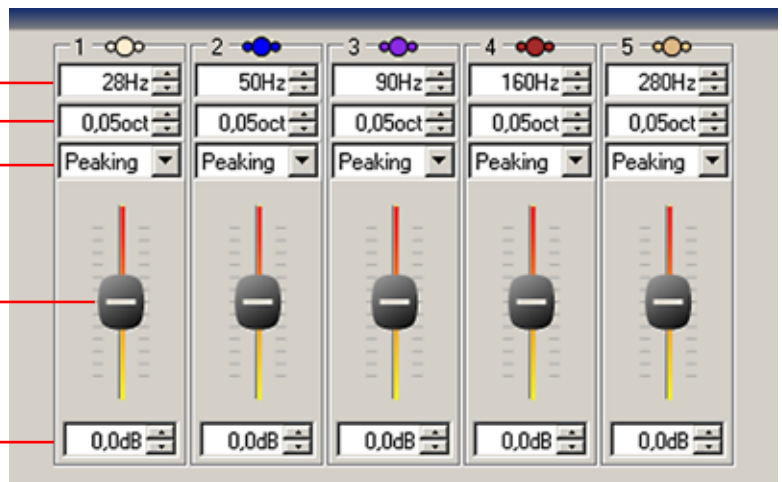 1 2 3 4 5
28Hz 50Hz 90Hz 160Hz 280Hz
0,05oct 0,05oct 0,05oct 0,05oct 0,05oct
Peaking Peaking Peaking Peaking Peaking
0,0dB 0,0dB 0,0dB 0,0dB 0,0dB